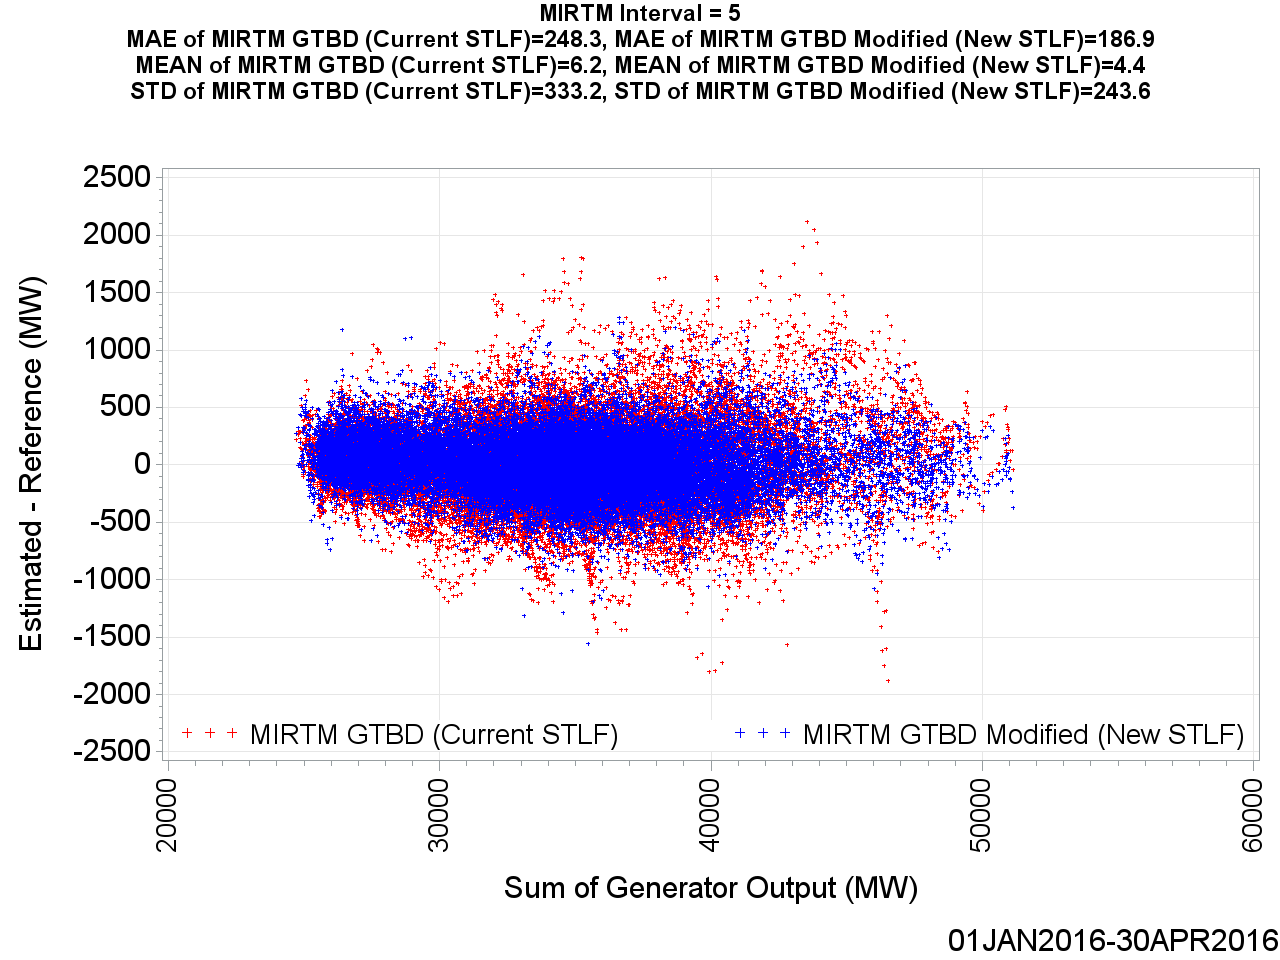 MIRTM Interval = 5
MAE of MIRTM GTBD (Current STLF)=248.3, MAE of MIRTM GTBD Modified (New STLF)=186.9
MEAN of MIRTM GTBD (Current STLF)=6.2, MEAN of MIRTM GTBD Modified (New STLF)=4.4
STD of MIRTM GTBD (Current STLF)=333.2, STD of MIRTM GTBD Modified (New STLF)=243.6
Estimated - Reference (MW)
2500
2000
1500
1000
500
0
-500
-1000
-1500
-2000
-2500
MIRTM GTBD (Current STLF)
MIRTM GTBD Modified (New STLF)
20000
30000
40000
50000
60000
Sum of Generator Output (MW)
01JAN2016-30APR2016